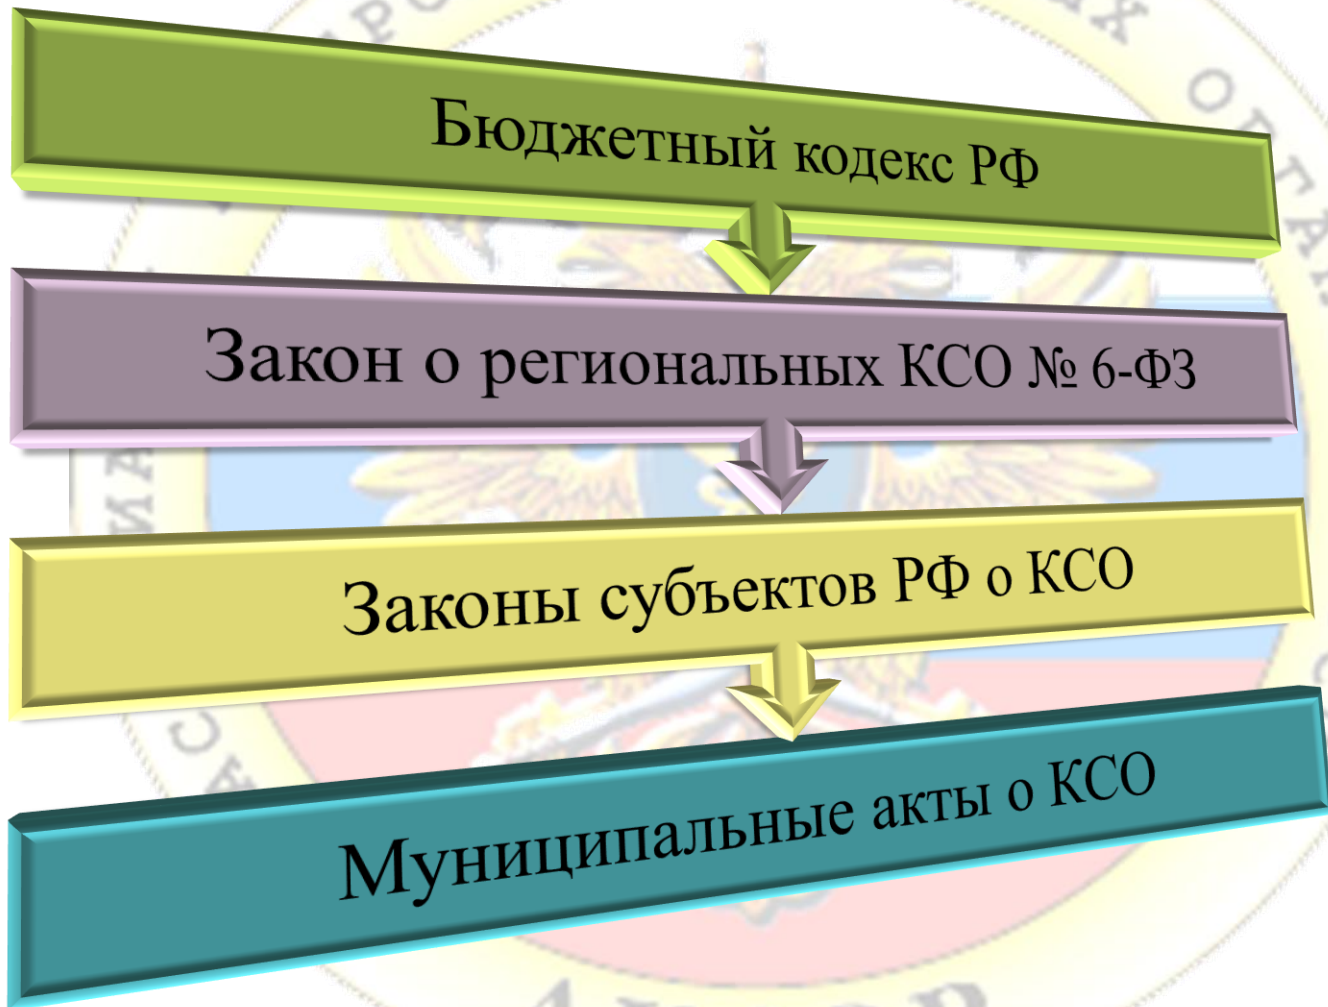 Бюджетный кодекс РФ
Закон о региональных КСО № 6-ФЗ
Законы субъектов РФ о КСО
Муниципальные акты о КСО